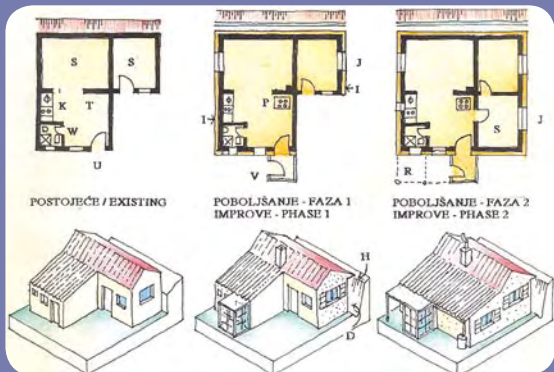 S
S
K
T
W
U
P
J
I
I
V
S
J
R
POSTOJEĆE / EXISTING
POBOLJŠANJE - FAZA 1
IMPROVE - PHASE 1
POBOLJŠANJE - FAZA 2
IMPROVE - PHASE 2
H
D